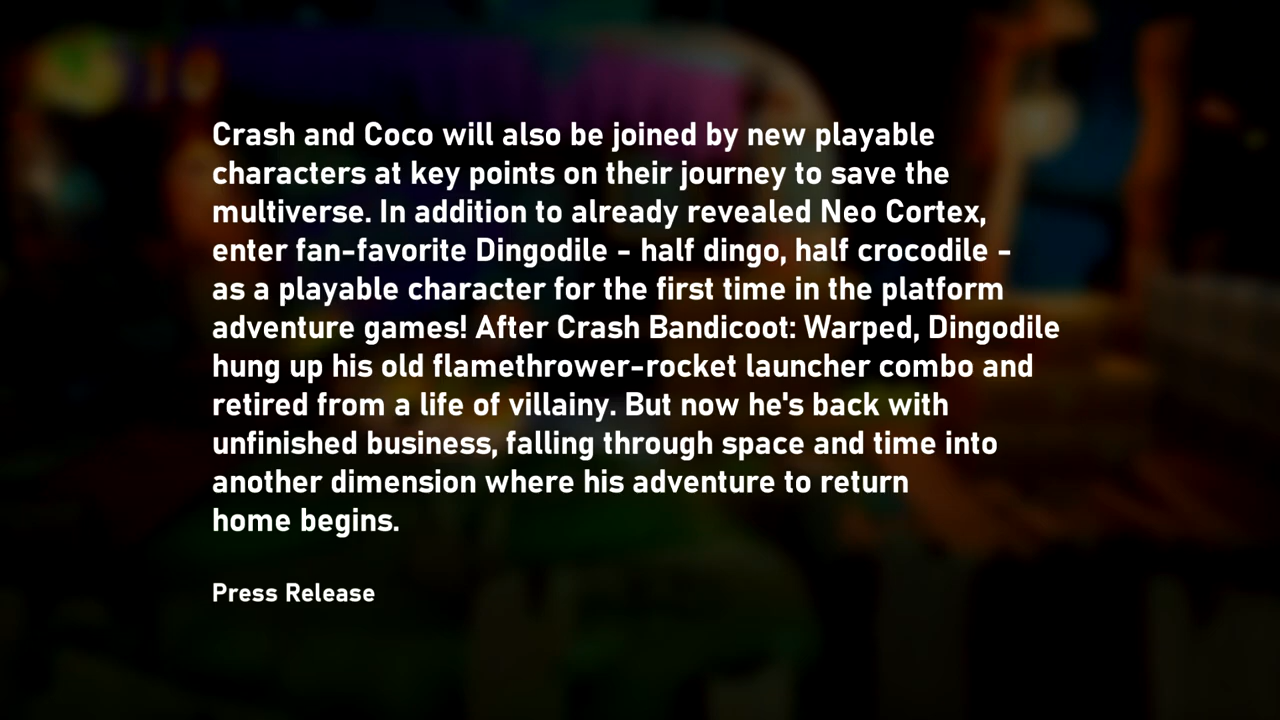 Crash and Coco will also be joined by new playable
characters at key points on their journey to save the
multiverse. In addition to already revealed Neo Cortex,
enter fan-favorite Dingodile - half dingo, half crocodile -
as a playable character for the first time in the platform
adventure games! After Crash Bandicoot: Warped, Dingodile
hung up his old flamethrower-rocket launcher combo and
retired from a life of villainy. But now he's back with
unfinished business, falling through space and time into
another dimension where his adventure to return
home begins.
Press Release